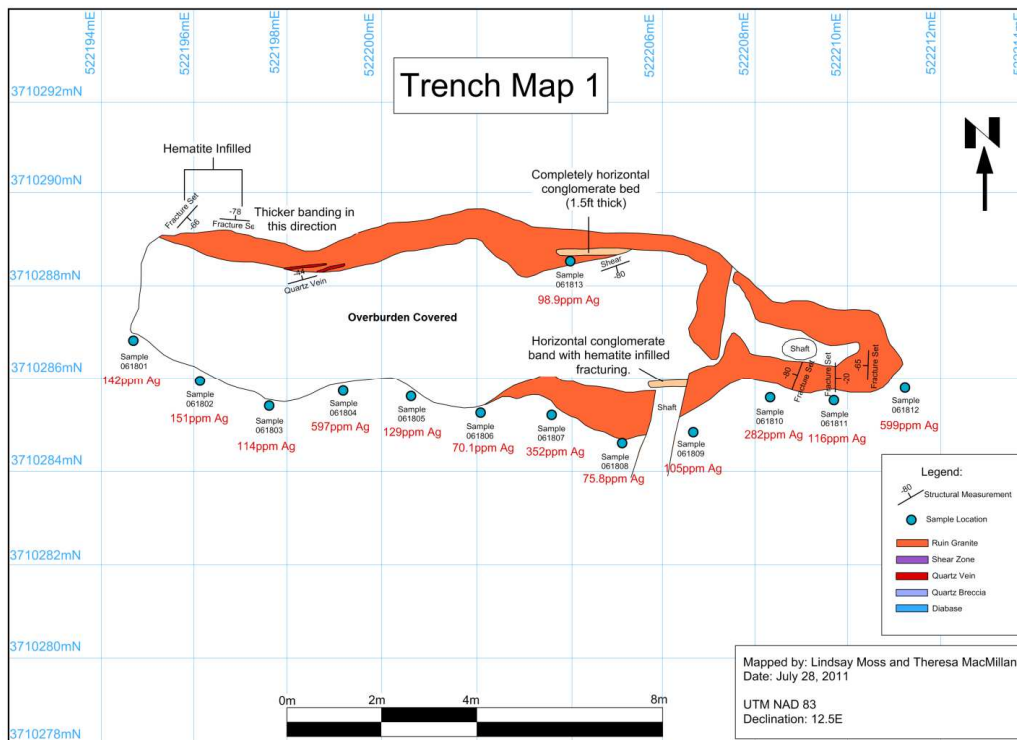 522194mE
522196mE
522198mE
522200mE
522206mE
522208mE
522210mE
522212mE
Trench Map 1
3710292mN
3710290mN
3710288mN
3710286mN
3710284mN
3710282mN
3710280mN
3710278mN
N
Hematite Infilled
Fracture Set
-66
-78
Fracture Se
Thicker banding in
this direction
-44
Quartz Vein
Completely horizontal
conglomerate bed
(1.5ft thick)
Shear
-80
Sample
061813
98.9ppm Ag
Overburden Covered
Horizontal conglomerate
band with hematite infilled
fracturing.
Shaft
Shaft
-80
Fracture Set
Fracture Set
-70
-65
Fracture Set
Sample
061801
142ppm Ag
Sample
061802
151ppm Ag
Sample
061803
114ppm Ag
Sample
061804
597ppm Ag
Sample
061805
129ppm Ag
Sample
061806
70.1ppm Ag
Sample
061807
352ppm Ag
Sample
061808
75.8ppm Ag
Sample
061809
105ppm Ag
Sample
061810
282ppm Ag
Sample
061811
116ppm Ag
Sample
061812
599ppm Ag
Legend:
-80
Structural Measurement
Sample Location
Ruin Granite
Shear Zone
Quartz Vein
Quartz Breccia
Diabase
0m
2m
4m
8m
Mapped by: Lindsay Moss and Theresa MacMillan
Date: July 28, 2011
UTM NAD 83
Declination: 12.5E